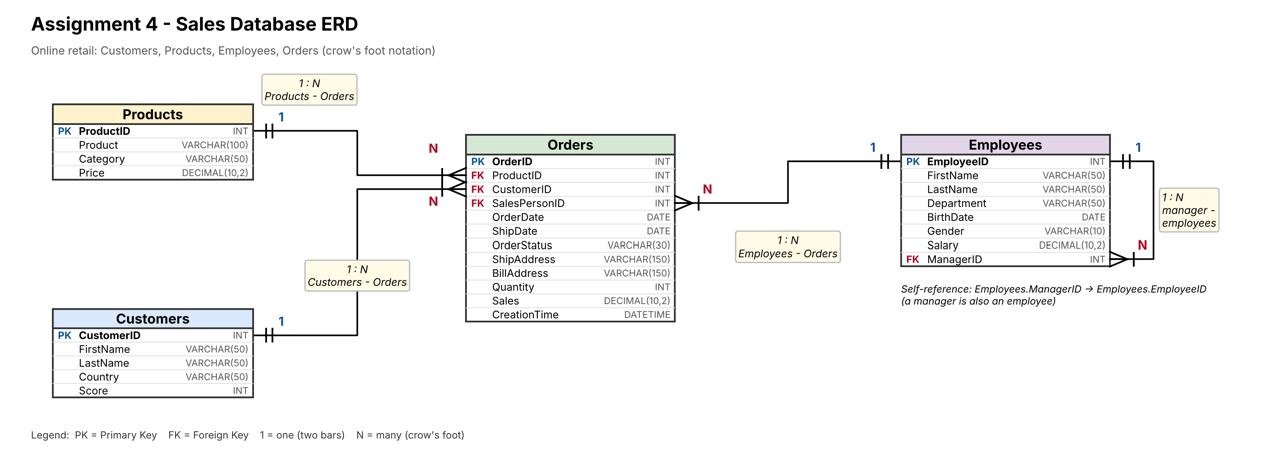 Assignment 4 - Sales Database ERD
Online retail: Customers, Products, Employees, Orders (crow's foot notation)
1 : N
Products - Orders
Products
PK ProductID INT
Product VARCHAR(100)
Category VARCHAR(50)
Price DECIMAL(10,2)
1
N
N
Orders
PK OrderID INT
FK ProductID INT
FK CustomerID INT
FK SalesPersonID INT
OrderDate DATE
ShipDate DATE
OrderStatus VARCHAR(30)
ShipAddress VARCHAR(150)
BillAddress VARCHAR(150)
Quantity INT
Sales DECIMAL(10,2)
CreationTime DATETIME
N
1
1 : N
Employees - Orders
Employees
PK EmployeeID INT
FirstName VARCHAR(50)
LastName VARCHAR(50)
Department VARCHAR(50)
BirthDate DATE
Gender VARCHAR(10)
Salary DECIMAL(10,2)
FK ManagerID INT
1
1 : N
manager -
employees
N
Self-reference: Employees.ManagerID → Employees.EmployeeID
(a manager is also an employee)
1 : N
Customers - Orders
Customers
PK CustomerID INT
FirstName VARCHAR(50)
LastName VARCHAR(50)
Country VARCHAR(50)
Score INT
1
Legend: PK = Primary Key FK = Foreign Key 1 = one (two bars) N = many (crow's foot)